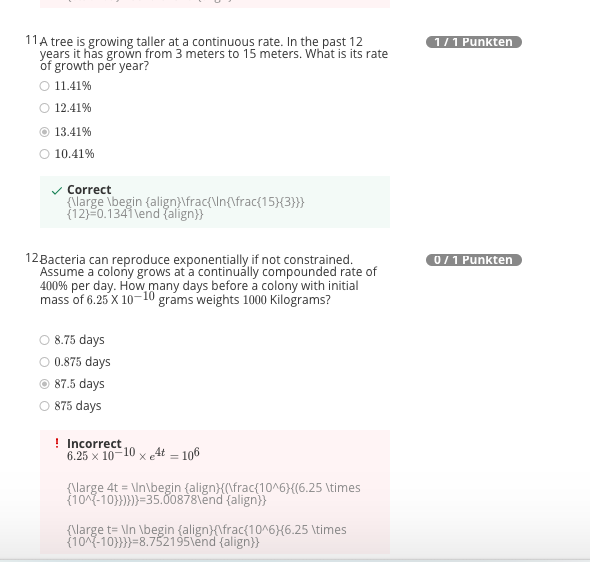 11. A tree is growing taller at a continuous rate. In the past 12
years it has grown from 3 meters to 15 meters. What is its rate
of growth per year?
1 / 1 Punkten
11.41%
12.41%
13.41%
10.41%
Correct
{\large \begin {align}\frac{\ln{\frac{15}{3}}}
{12}=0.1341\end {align}}
12. Bacteria can reproduce exponentially if not constrained.
Assume a colony grows at a continually compounded rate of
400% per day. How many days before a colony with initial
mass of 6.25 X 10⁻¹⁰ grams weights 1000 Kilograms?
0 / 1 Punkten
8.75 days
0.875 days
87.5 days
875 days
! Incorrect
6.25 × 10⁻¹⁰ × e⁴ᵗ = 10⁶
{\large 4t = \ln\begin {align}{(\frac{10^6}{(6.25 \times
{10^{-10}})})}=35.00878\end {align}}
{\large t= \ln \begin {align}{\frac{10^6}{6.25 \times
{10^{-10}}}}=8.752195\end {align}}